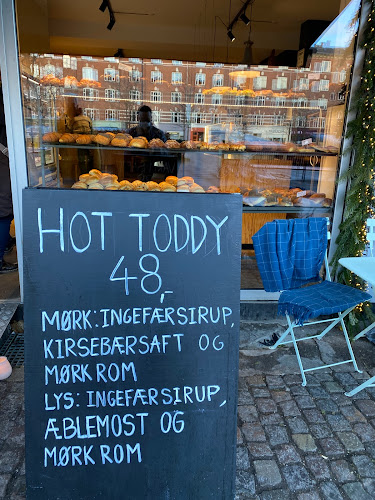 HOT TODDY
48,-
MØRK: INGEFÆRSIRUP,
KIRSEBÆRSAFT OG
MØRK ROM
LYS: INGEFÆRSIRUP,
ÆBLEMOST OG
MØRK ROM